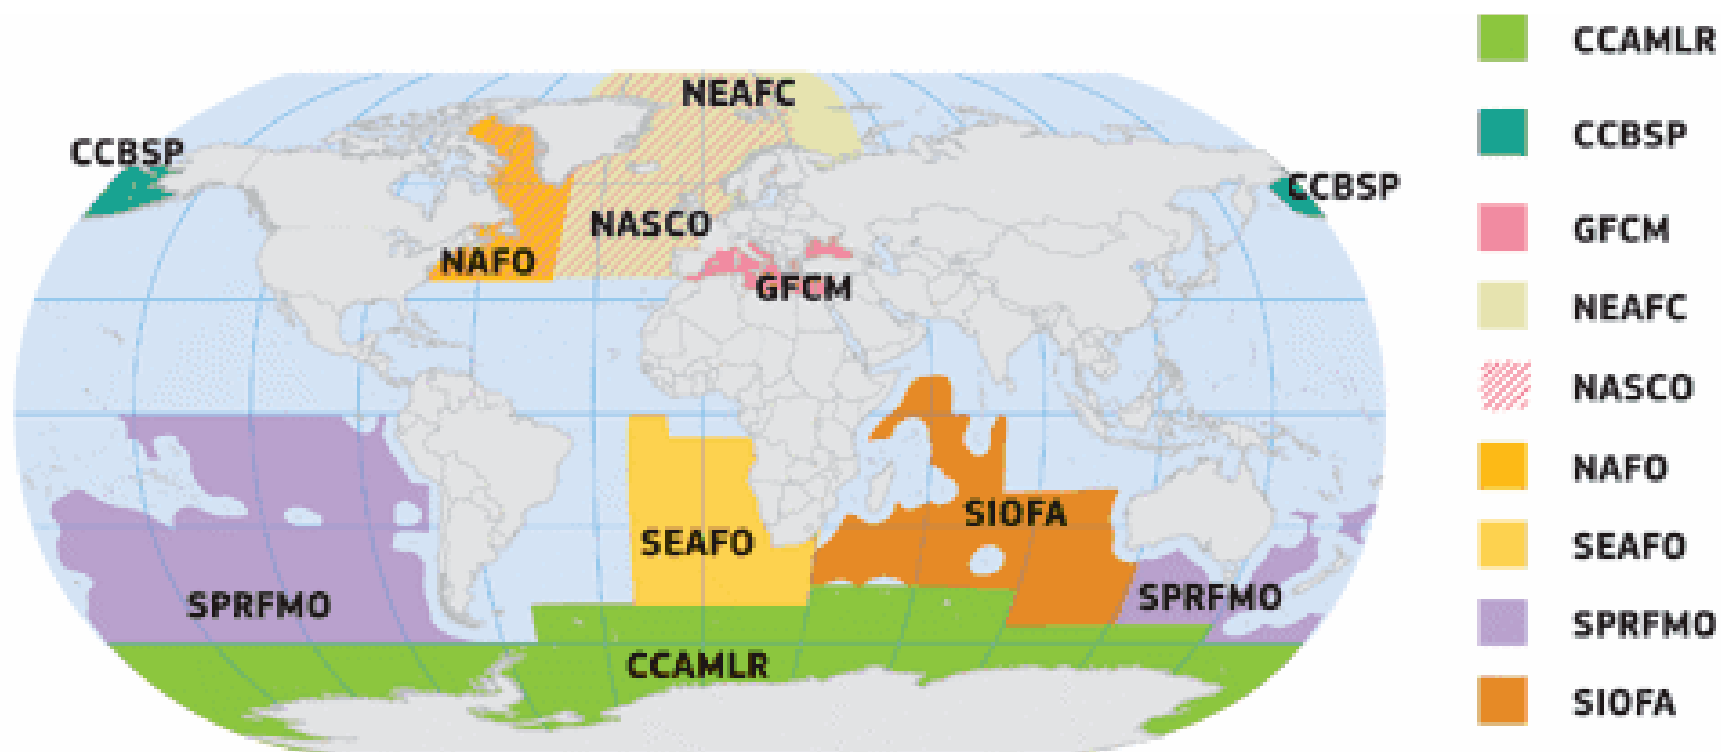 NEAFC
CCBSP
CCBSP
NASCO
NAFO
GFCM
SIOFA
SEAFO
SPRFMO
SPRFMO
CCAMLR
CCAMLR
CCBSP
GFCM
NEAFC
NASCO
NAFO
SEAFO
SPRFMO
SIOFA